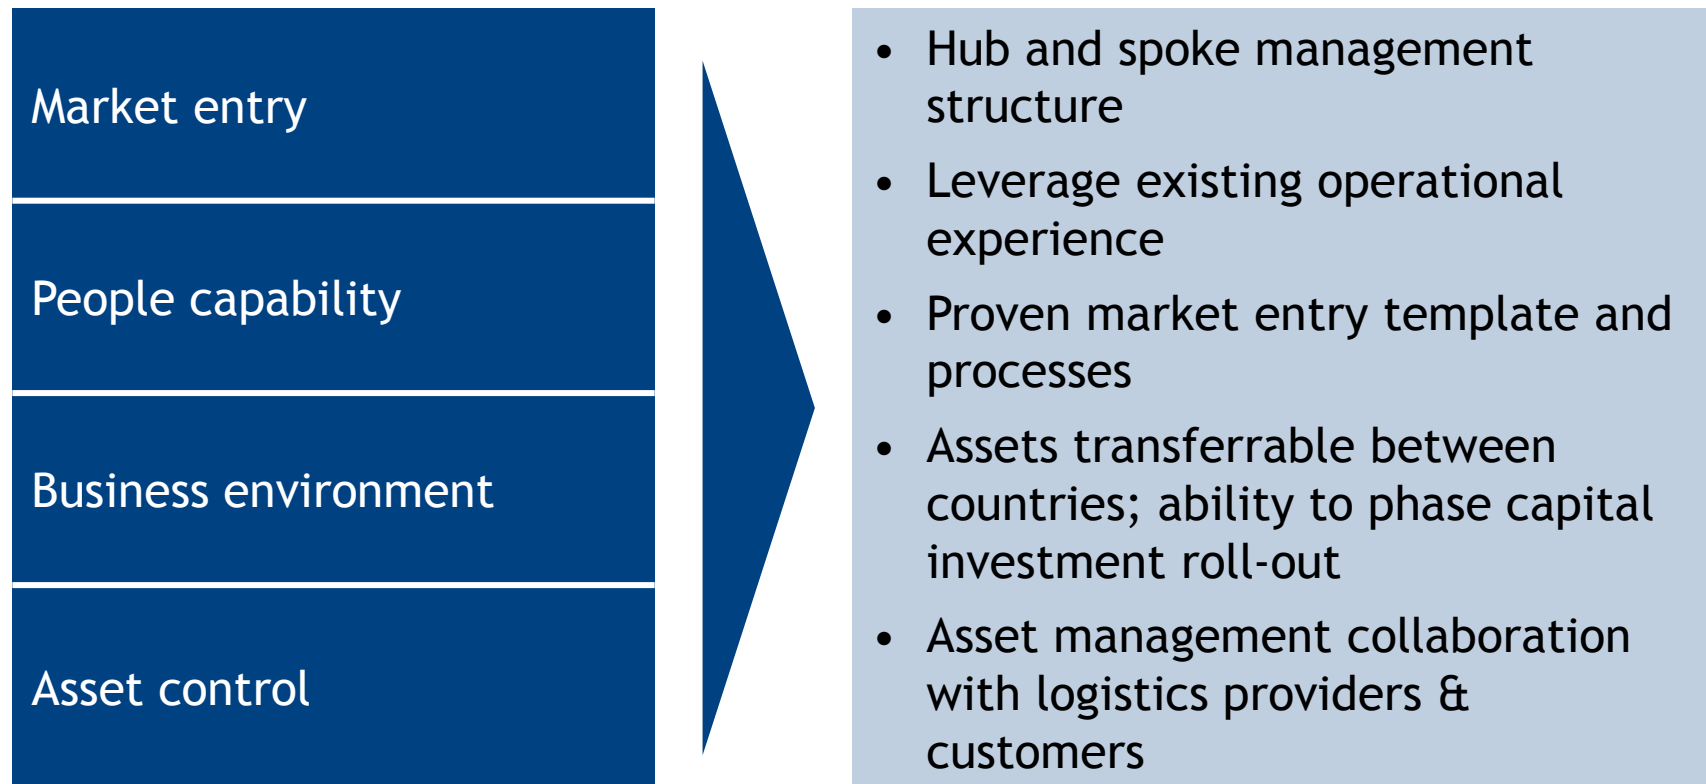 Market entry
People capability
Business environment
Asset control
• Hub and spoke management
structure
• Leverage existing operational
experience
• Proven market entry template and
processes
• Assets transferrable between
countries; ability to phase capital
investment roll-out
• Asset management collaboration
with logistics providers &
customers